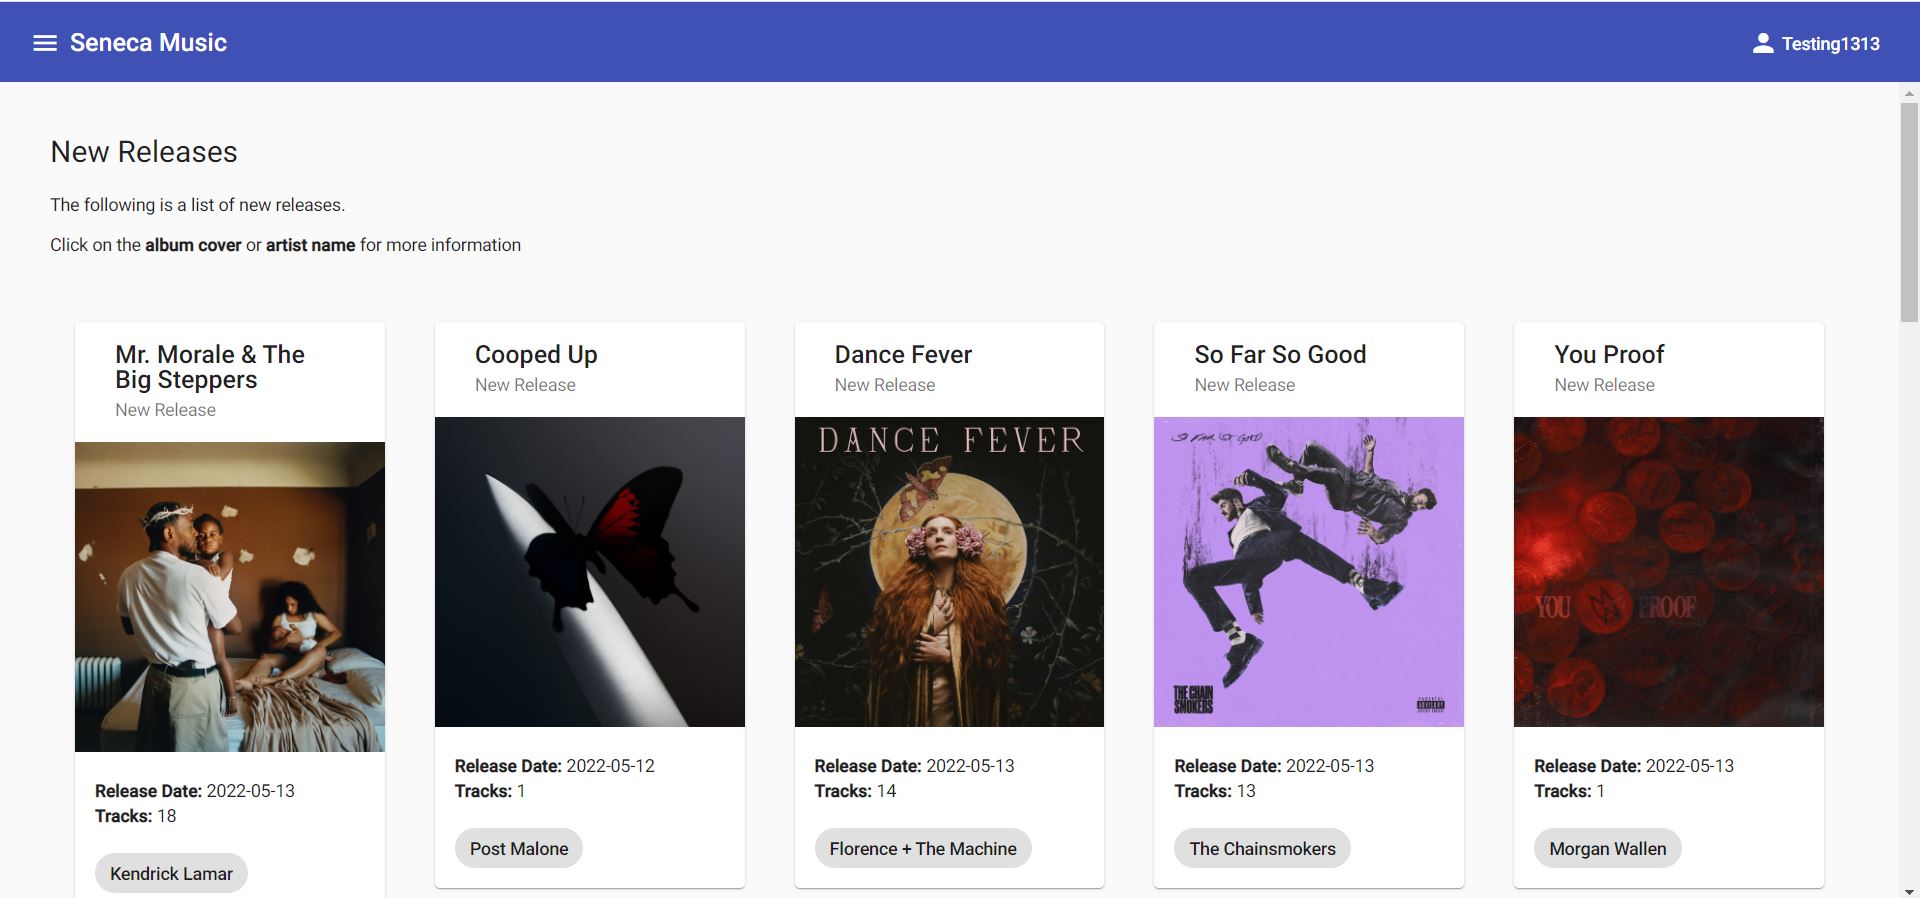 Seneca Music
Testing1313
New Releases
The following is a list of new releases.
Click on the album cover or artist name for more information
Mr. Morale & The
Big Steppers
New Release
Release Date: 2022-05-13
Tracks: 18
Kendrick Lamar
Cooped Up
New Release
Release Date: 2022-05-12
Tracks: 1
Post Malone
Dance Fever
New Release
DANCE FEVER
Release Date: 2022-05-13
Tracks: 14
Florence + The Machine
So Far So Good
New Release
SO FAR SO GOOD
THE CHAIN
SMOKERS
PARENTAL
ADVISORY
EXPLICIT CONTENT
Release Date: 2022-05-13
Tracks: 13
The Chainsmokers
You Proof
New Release
YOU PROOF
Release Date: 2022-05-13
Tracks: 1
Morgan Wallen